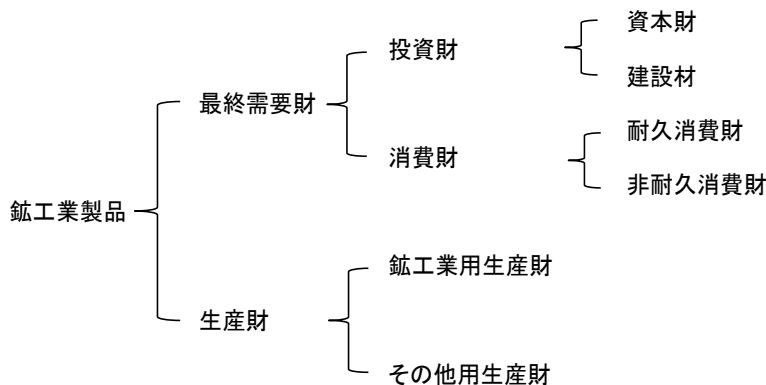 鉱工業製品
最終需要財
投資財
資本財
建設材
消費財
耐久消費財
非耐久消費財
生産財
鉱工業用生産財
その他用生産財